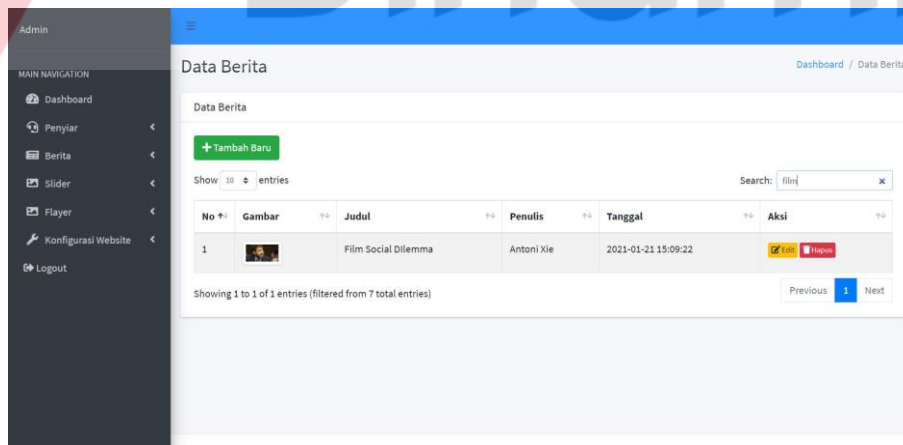 Admin
MAIN NAVIGATION
Dashboard
Penyiar
Berita
Slider
Flayer
Konfigurasi Website
Logout
Data Berita
Dashboard / Data Berita
Data Berita
+ Tambah Baru
Show 10 entries
Search: film
No Gambar Judul Penulis Tanggal Aksi
1 Film Social DIlemma Antoni Xie 2021-01-21 15:09:22 Edit Hapus
Showing 1 to 1 of 1 entries (filtered from 7 total entries)
Previous 1 Next